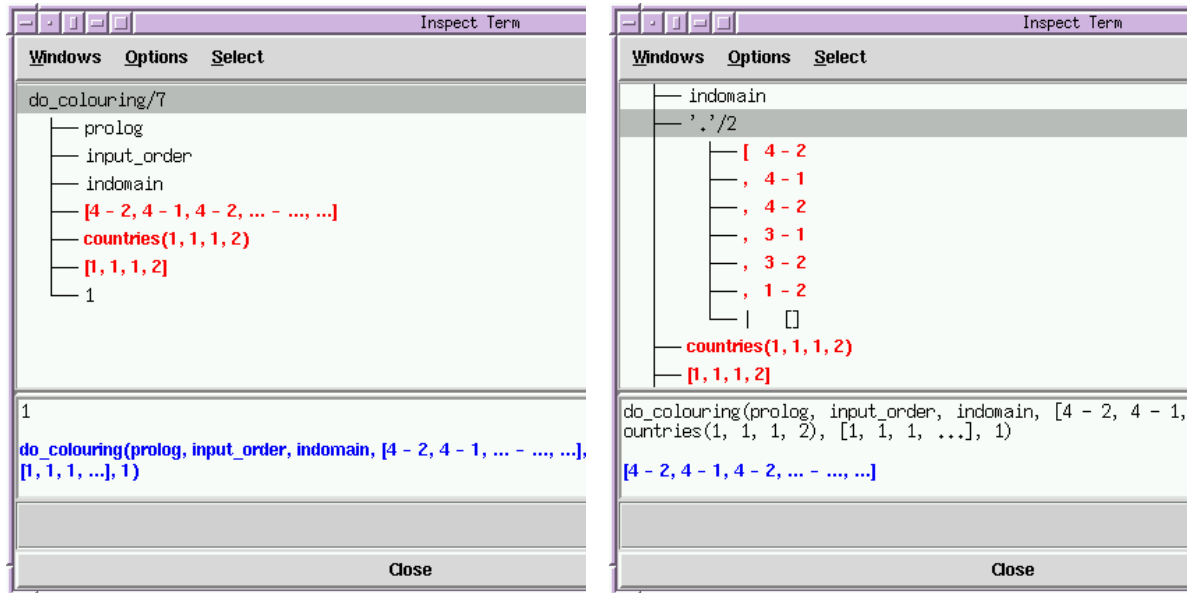 Inspect Term
Windows Options Select
do_colouring/7
prolog
input_order
indomain
[4 - 2, 4 - 1, 4 - 2, ... - ..., ...]
countries(1, 1, 1, 2)
[1, 1, 1, 2]
1
1
do_colouring(prolog, input_order, indomain, [4 - 2, 4 - 1, ... - ..., ...],
[1, 1, 1, ...], 1)
Close
Inspect Term
Windows Options Select
indomain
'.'/2
[ 4 - 2
, 4 - 1
, 4 - 2
, 3 - 1
, 3 - 2
, 1 - 2
| []
countries(1, 1, 1, 2)
[1, 1, 1, 2]
do_colouring(prolog, input_order, indomain, [4 - 2, 4 - 1,
ountries(1, 1, 1, 2), [1, 1, 1, ...], 1)
[4 - 2, 4 - 1, 4 - 2, ... - ..., ...]
Close